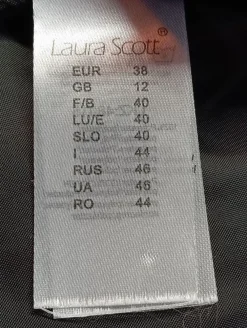 Laura Scott®
EUR 38
GB 12
F/B 40
LU/E 40
SLO 40
I 44
RUS 46
UA 46
RO 44